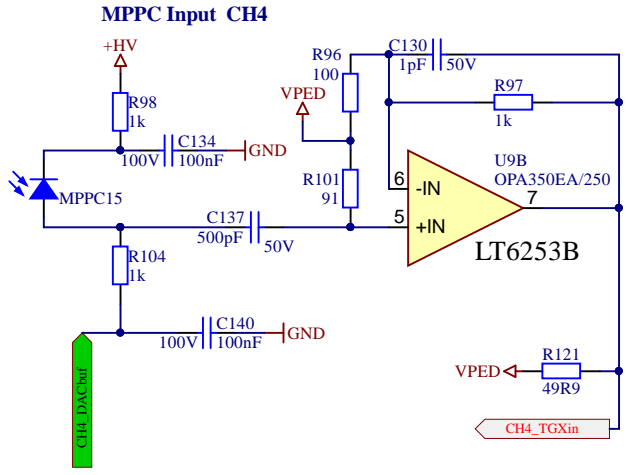 MPPC Input  CH4
+HV
R98
1k
C134
100V
100nF
GND
MPPC15
R104
1k
C137
500pF
50V
C140
100V
100nF
GND
CH4_DACbuf
VPED
R96
100
R101
91
C130
1pF
50V
R97
1k
6
-IN
5
+IN
7
U9B
OPA350EA/250
LT6253B
VPED
R121
49R9
CH4_TGXin